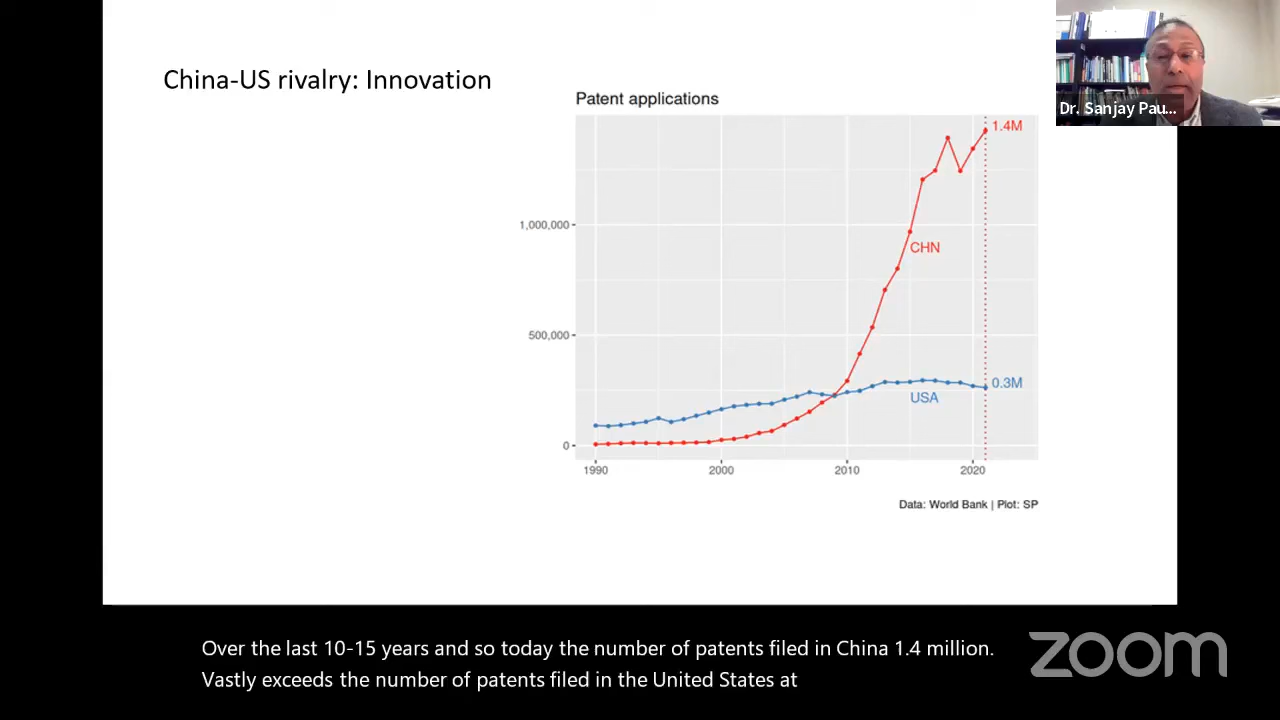 China-US rivalry: Innovation
Patent applications
1.4M
1,000,000
CHN
500,000
0.3M
USA
0
1990 2000 2010 2020
Data: World Bank | Plot: SP
Dr. Sanjay Pau...
Over the last 10-15 years and so today the number of patents filed in China 1.4 million.
Vastly exceeds the number of patents filed in the United States at
zoom